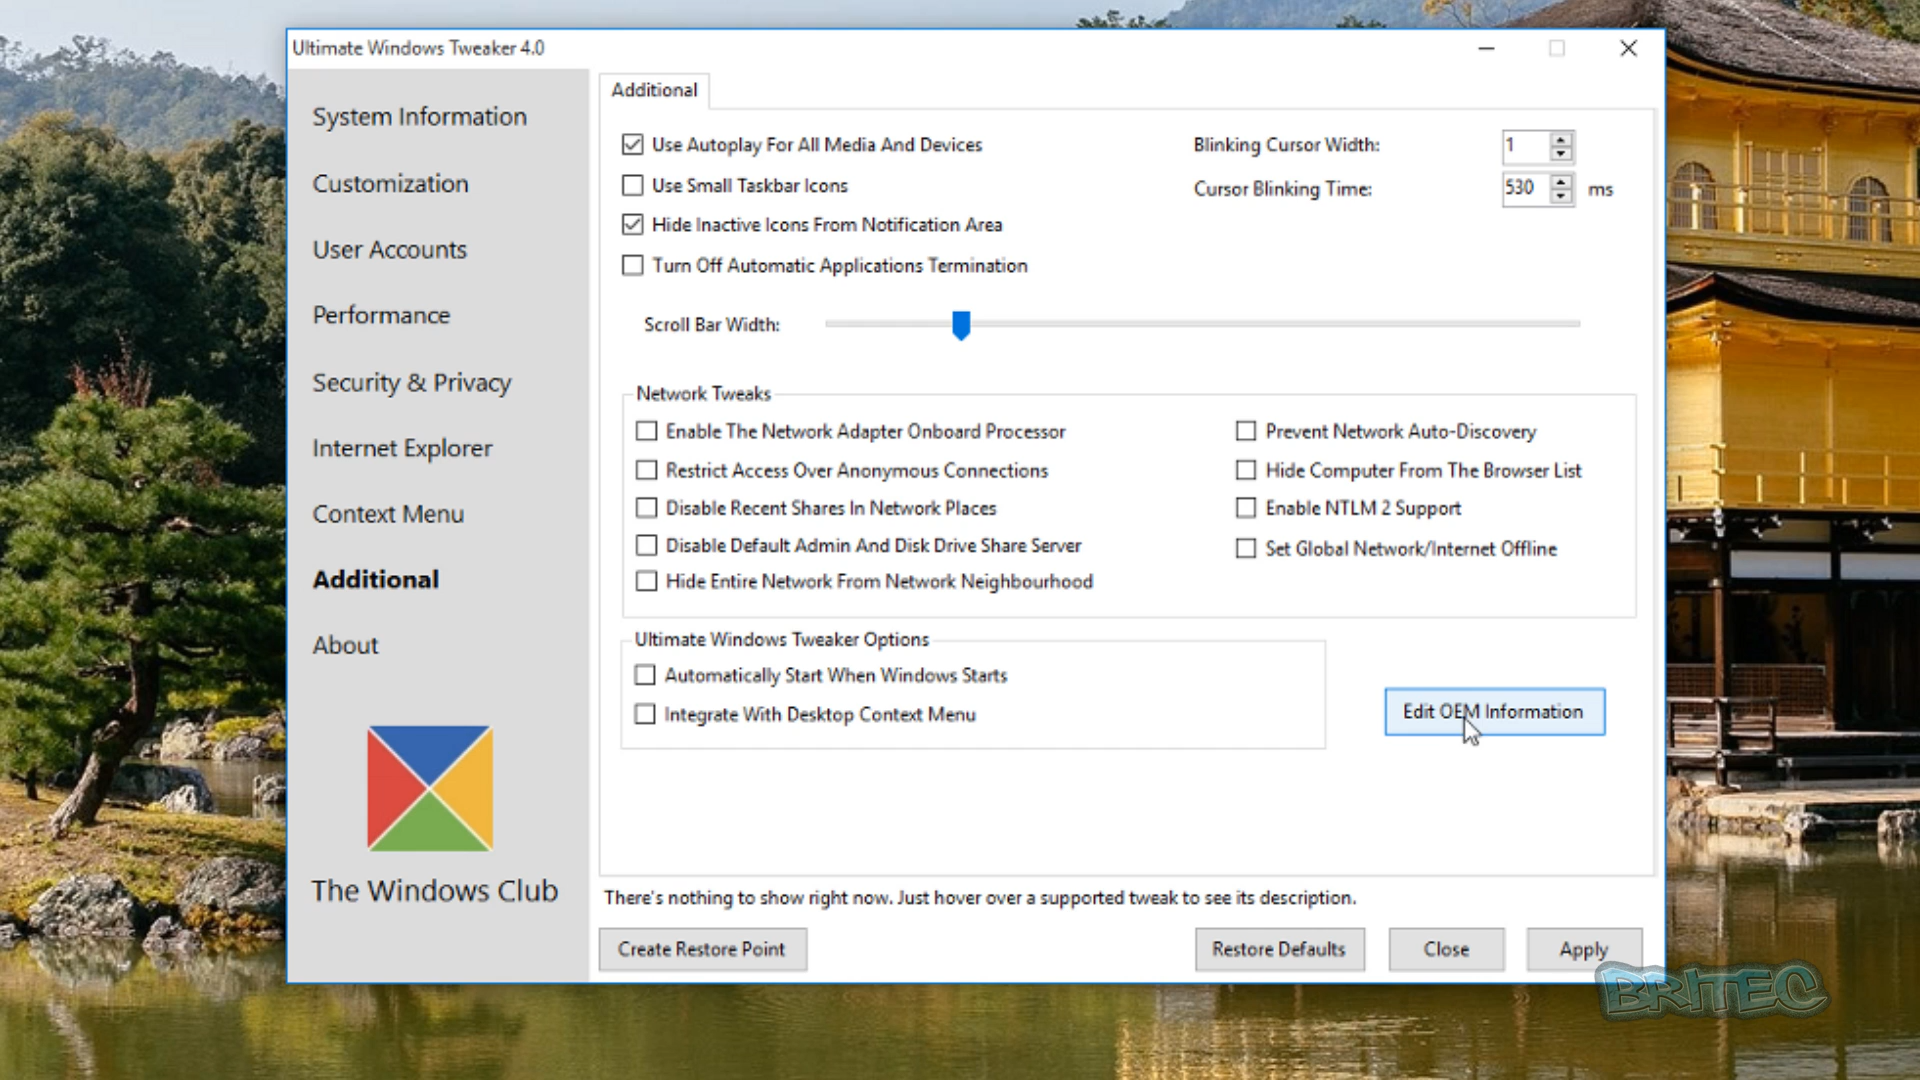 Ultimate Windows Tweaker 4.0
System Information
Customization
User Accounts
Performance
Security & Privacy
Internet Explorer
Context Menu
Additional
About
The Windows Club
Additional
Use Autoplay For All Media And Devices
Use Small Taskbar Icons
Hide Inactive Icons From Notification Area
Turn Off Automatic Applications Termination
Blinking Cursor Width: 1
Cursor Blinking Time: 530 ms
Scroll Bar Width:
Network Tweaks
Enable The Network Adapter Onboard Processor
Restrict Access Over Anonymous Connections
Disable Recent Shares In Network Places
Disable Default Admin And Disk Drive Share Server
Hide Entire Network From Network Neighbourhood
Prevent Network Auto-Discovery
Hide Computer From The Browser List
Enable NTLM 2 Support
Set Global Network/Internet Offline
Ultimate Windows Tweaker Options
Automatically Start When Windows Starts
Integrate With Desktop Context Menu
Edit OEM Information
There's nothing to show right now. Just hover over a supported tweak to see its description.
Create Restore Point
Restore Defaults
Close
Apply
BRITEC